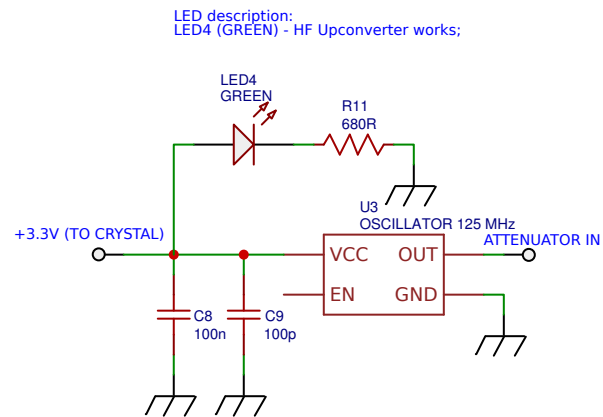 LED description:
LED4 (GREEN) - HF Upconverter works;
LED4
GREEN
R11
680R
U3
OSCILLATOR 125 MHz
+3.3V (TO CRYSTAL)
ATTENUATOR IN
VCC
OUT
EN
GND
C8
100n
C9
100p